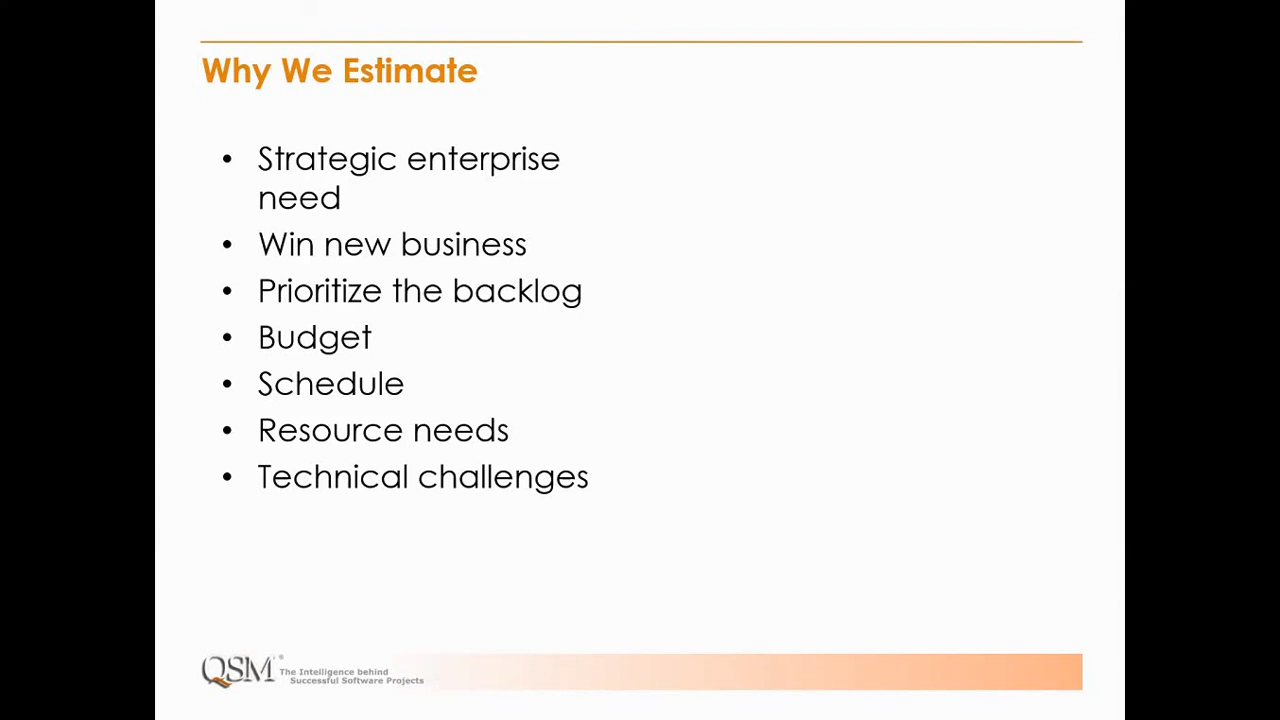 Why We Estimate
• Strategic enterprise
need
• Win new business
• Prioritize the backlog
• Budget
• Schedule
• Resource needs
• Technical challenges
QSM® The Intelligence behind
Successful Software Projects